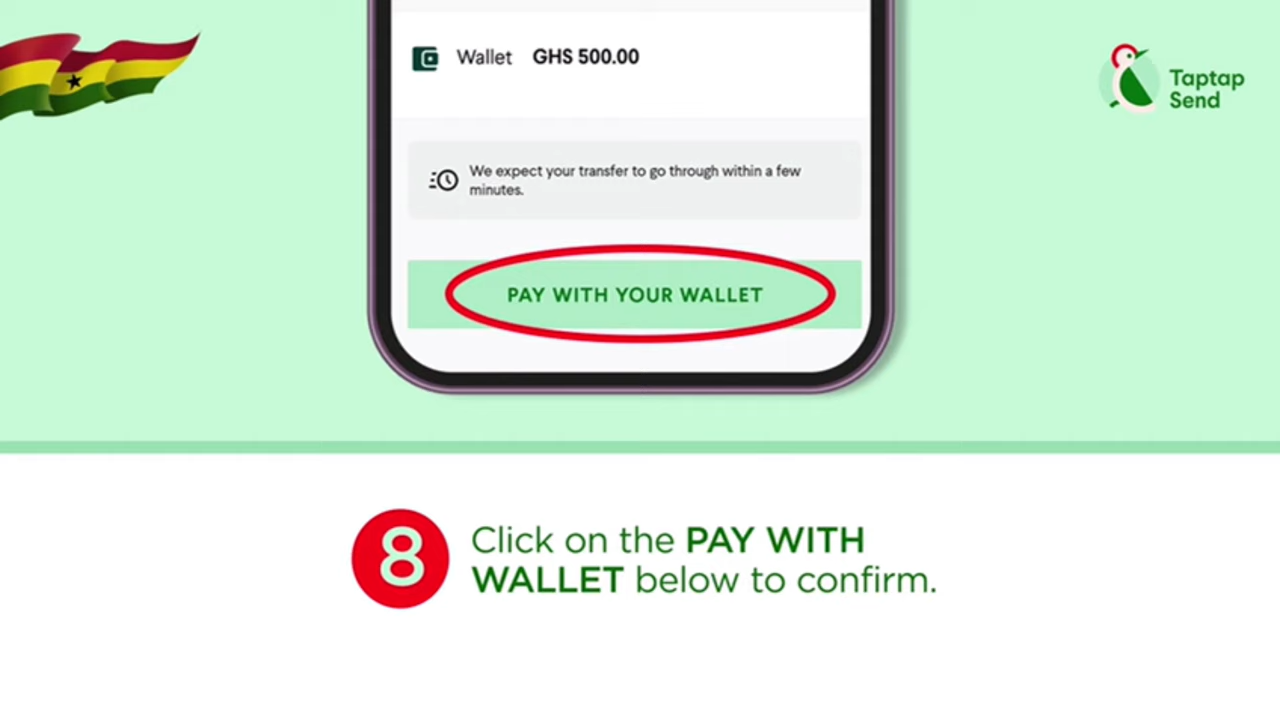 Wallet GHS 500.00
Taptap
Send
We expect your transfer to go through within a few
minutes.
PAY WITH YOUR WALLET
8
Click on the PAY WITH
WALLET below to confirm.